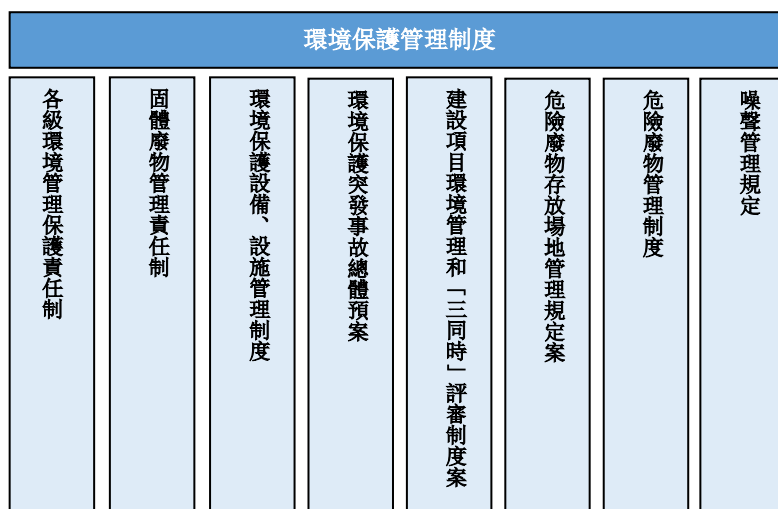 環境保護管理制度
各級環境管理保護責任制
固體廢物管理責任制
環境保護設備、設施管理制度
環境保護突發事故總體預案
建設項目環境管理和「三同時」評審制度案
危險廢物存放場地管理規定案
危險廢物管理制度
噪聲管理規定